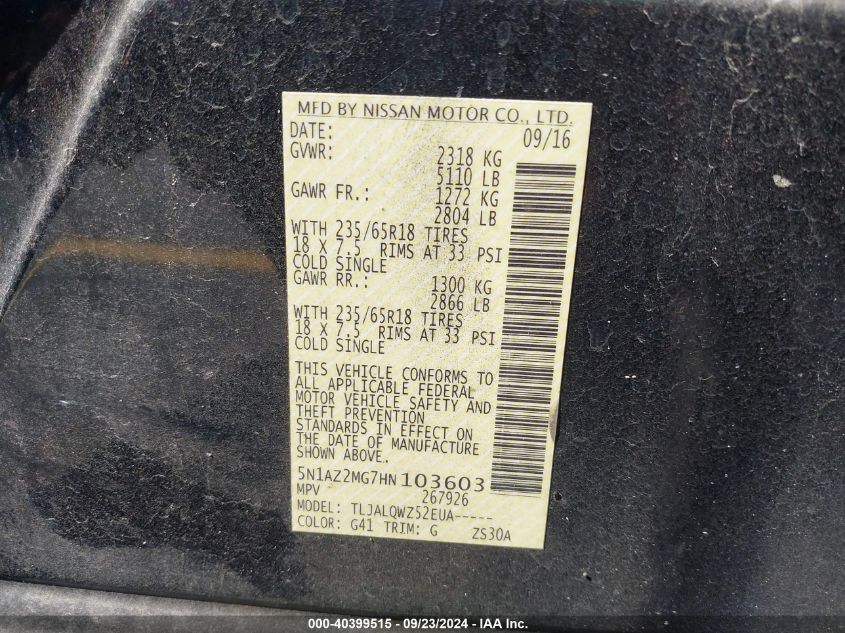 MFD BY NISSAN MOTOR CO., LTD.
DATE: 09/16
GVWR: 2318 KG
5110 LB
GAWR FR.: 1272 KG
2804 LB
WITH 235/65R18 TIRES
18 X 7.5 RIMS AT 33 PSI
COLD SINGLE
GAWR RR.: 1300 KG
2866 LB
WITH 235/65R18 TIRES
18 X 7.5 RIMS AT 33 PSI
COLD SINGLE
THIS VEHICLE CONFORMS TO
ALL APPLICABLE FEDERAL
MOTOR VEHICLE SAFETY AND
THEFT PREVENTION
STANDARDS IN EFFECT ON
THE DATE OF MANUFACTURE
SHOWN ABOVE.
5N1AZ2MG7HN 103603
MPV 267926
MODEL: TLJALQWZ52EUA-----
COLOR: G41 TRIM: G ZS30A
000-40399515 - 09/23/2024 - IAA Inc.